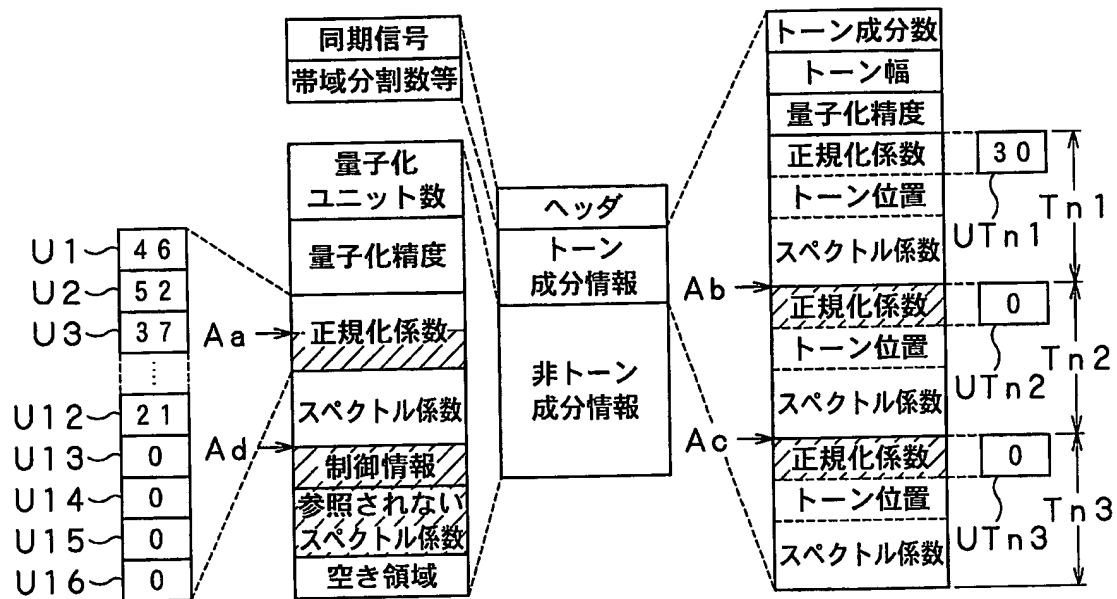 同期信号
帯域分割数等
量子化
ユニット数
量子化精度
正規化係数
スペクトル係数
制御情報
参照されない
スペクトル係数
空き領域
U1 46
U2 52
U3 37
....
U12 21
U13 0
U14 0
U15 0
U16 0
Aa
Ad
ヘッダ
トーン
成分情報
非トーン
成分情報
Ab
Ac
トーン成分数
トーン幅
量子化精度
正規化係数
トーン位置
スペクトル係数
正規化係数
トーン位置
スペクトル係数
正規化係数
トーン位置
スペクトル係数
30
UTn1
Tn1
0
UTn2
Tn2
0
UTn3
Tn3